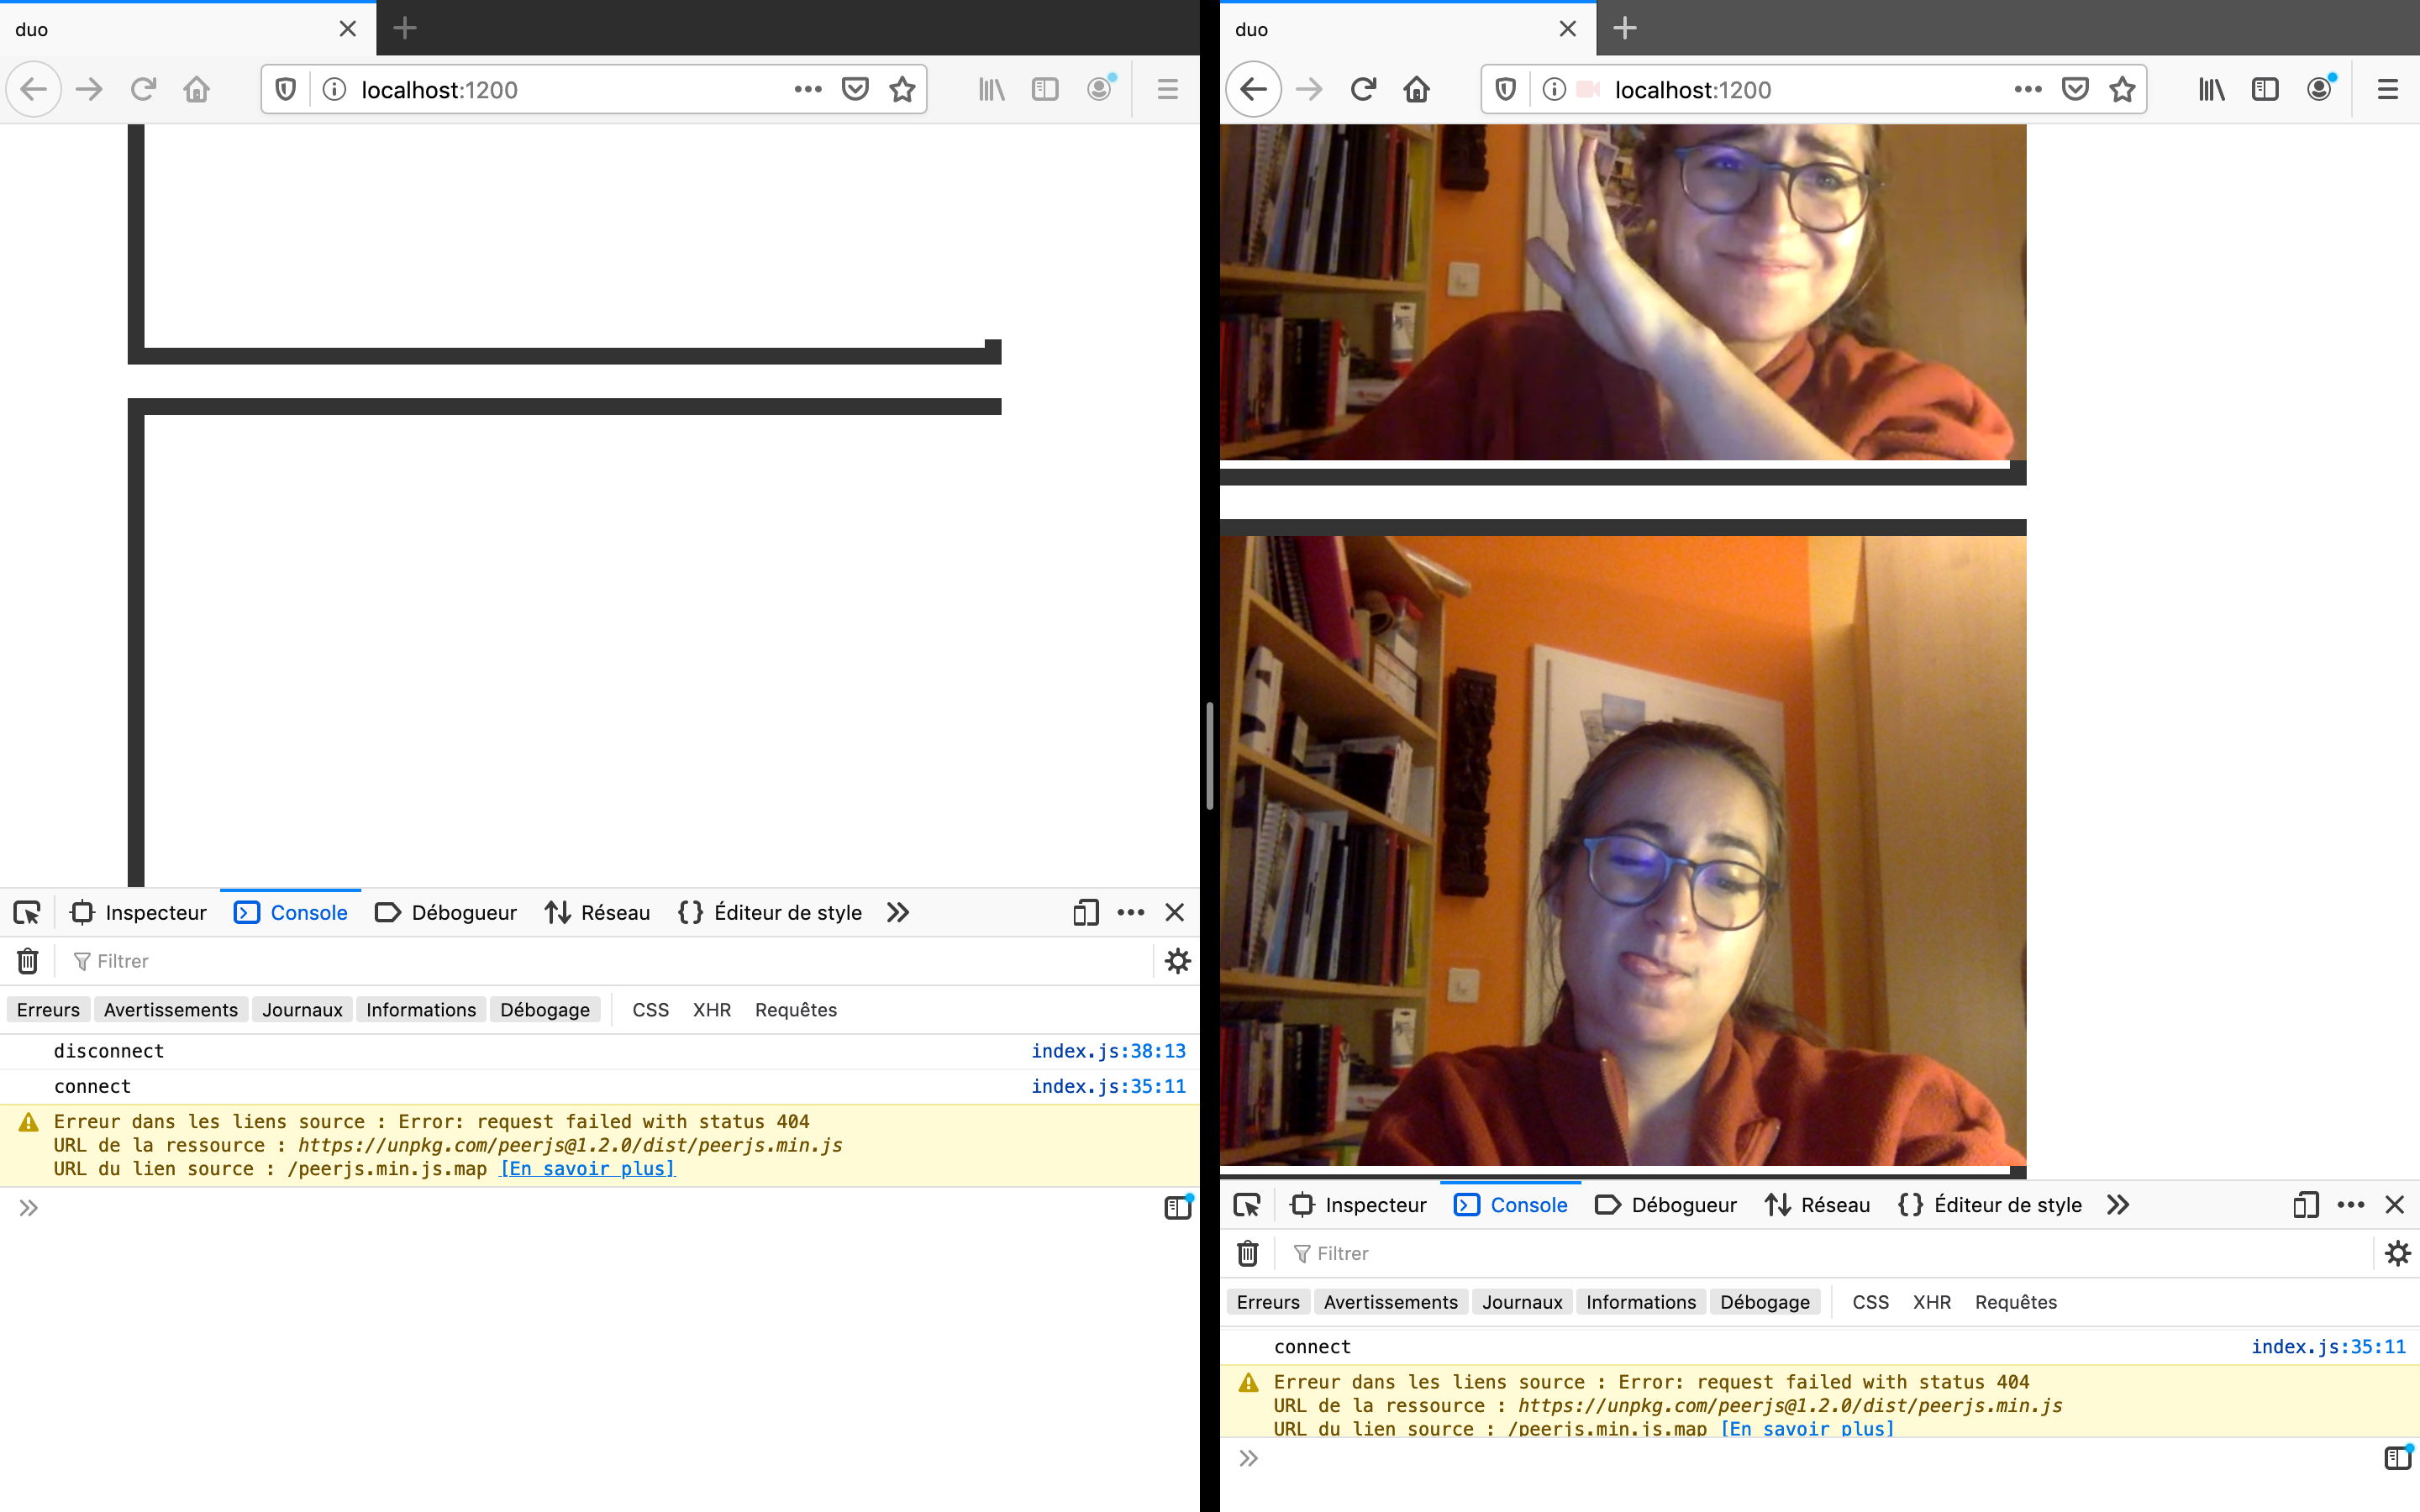 duo
localhost:1200
Inspecteur Console Débogueur Réseau Éditeur de style
Filtrer
Erreurs Avertissements Journaux Informations Débogage CSS XHR Requêtes
disconnect index.js:38:13
connect index.js:35:11
Erreur dans les liens source : Error: request failed with status 404
URL de la ressource : https://unpkg.com/peerjs@1.2.0/dist/peerjs.min.js
URL du lien source : /peerjs.min.js.map [En savoir plus]
duo
localhost:1200
Inspecteur Console Débogueur Réseau Éditeur de style
Filtrer
Erreurs Avertissements Journaux Informations Débogage CSS XHR Requêtes
connect index.js:35:11
Erreur dans les liens source : Error: request failed with status 404
URL de la ressource : https://unpkg.com/peerjs@1.2.0/dist/peerjs.min.js
URL du lien source : /peerjs.min.js.map [En savoir plus]